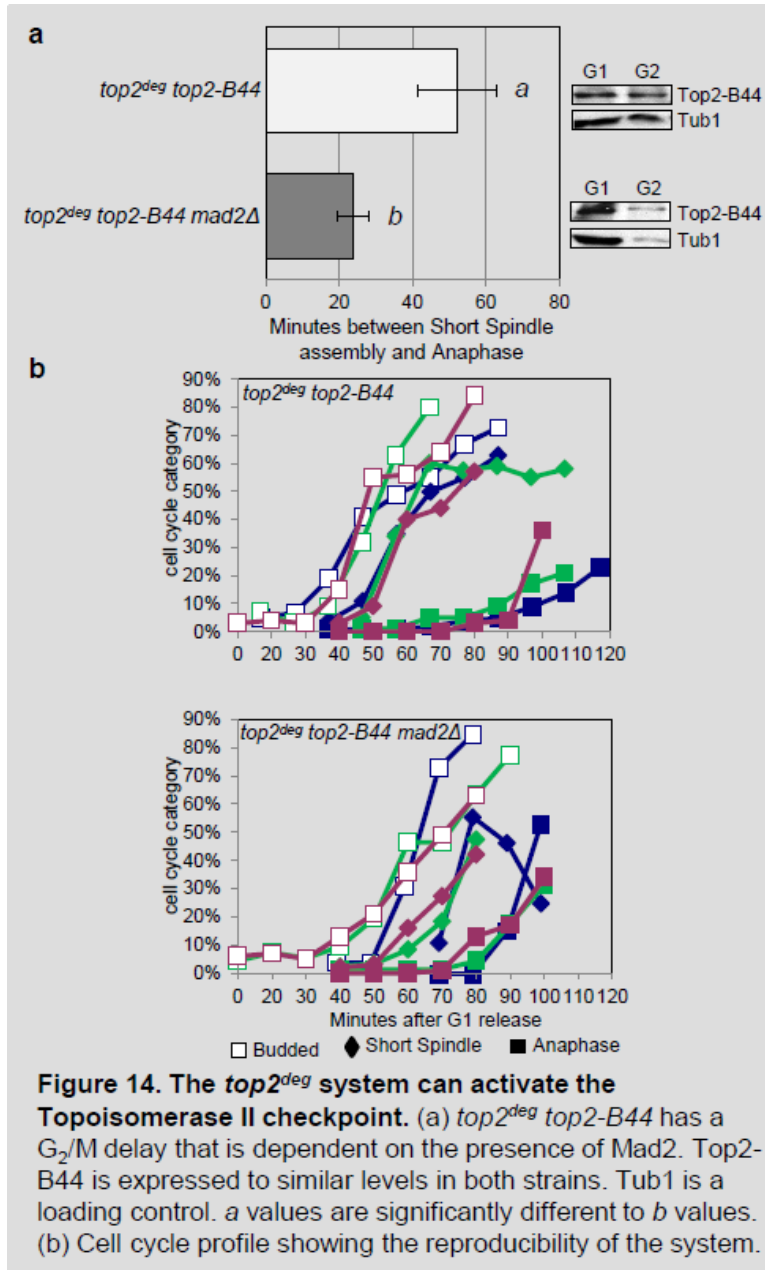 a
top2deg top2-B44
a
G1 G2
Top2-B44
Tub1
top2deg top2-B44 mad2Δ
b
G1 G2
Top2-B44
Tub1
0 20 40 60 80
Minutes between Short Spindle
assembly and Anaphase
b
top2deg top2-B44
cell cycle category
90%
80%
70%
60%
50%
40%
30%
20%
10%
0%
0 10 20 30 40 50 60 70 80 90 100 110 120
top2deg top2-B44 mad2Δ
cell cycle category
90%
80%
70%
60%
50%
40%
30%
20%
10%
0%
0 10 20 30 40 50 60 70 80 90 100 110 120
Minutes after G1 release
Budded Short Spindle Anaphase
Figure 14. The top2deg system can activate the
Topoisomerase II checkpoint. (a) top2deg top2-B44 has a
G2/M delay that is dependent on the presence of Mad2. Top2-
B44 is expressed to similar levels in both strains. Tub1 is a
loading control. a values are significantly different to b values.
(b) Cell cycle profile showing the reproducibility of the system.